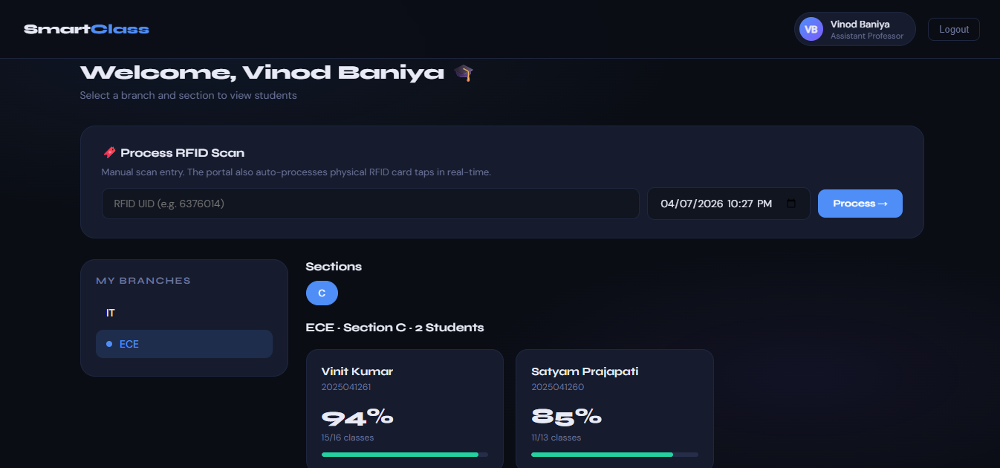 SmartClass
VB
Vinod Baniya
Assistant Professor
Logout
Welcome, Vinod Baniya 🎓
Select a branch and section to view students
Process RFID Scan
Manual scan entry. The portal also auto-processes physical RFID card taps in real-time.
RFID UID (e.g. 6376014)
04/07/2026 10:27 PM
Process →
MY BRANCHES
IT
ECE
Sections
C
ECE · Section C · 2 Students
Vinit Kumar
2025041261
94%
15/16 classes
Satyam Prajapati
2025041260
85%
11/13 classes